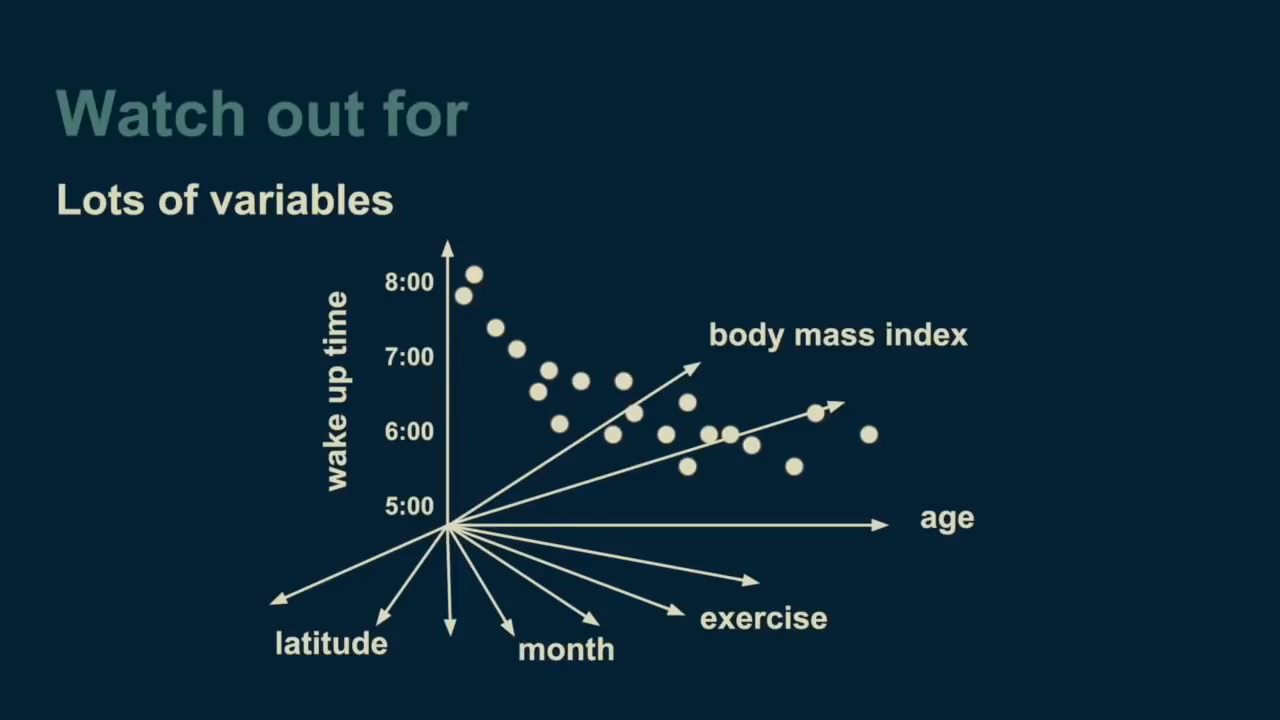 Watch out for
Lots of variables
wake up time
8:00
7:00
6:00
5:00
body mass index
age
exercise
month
latitude